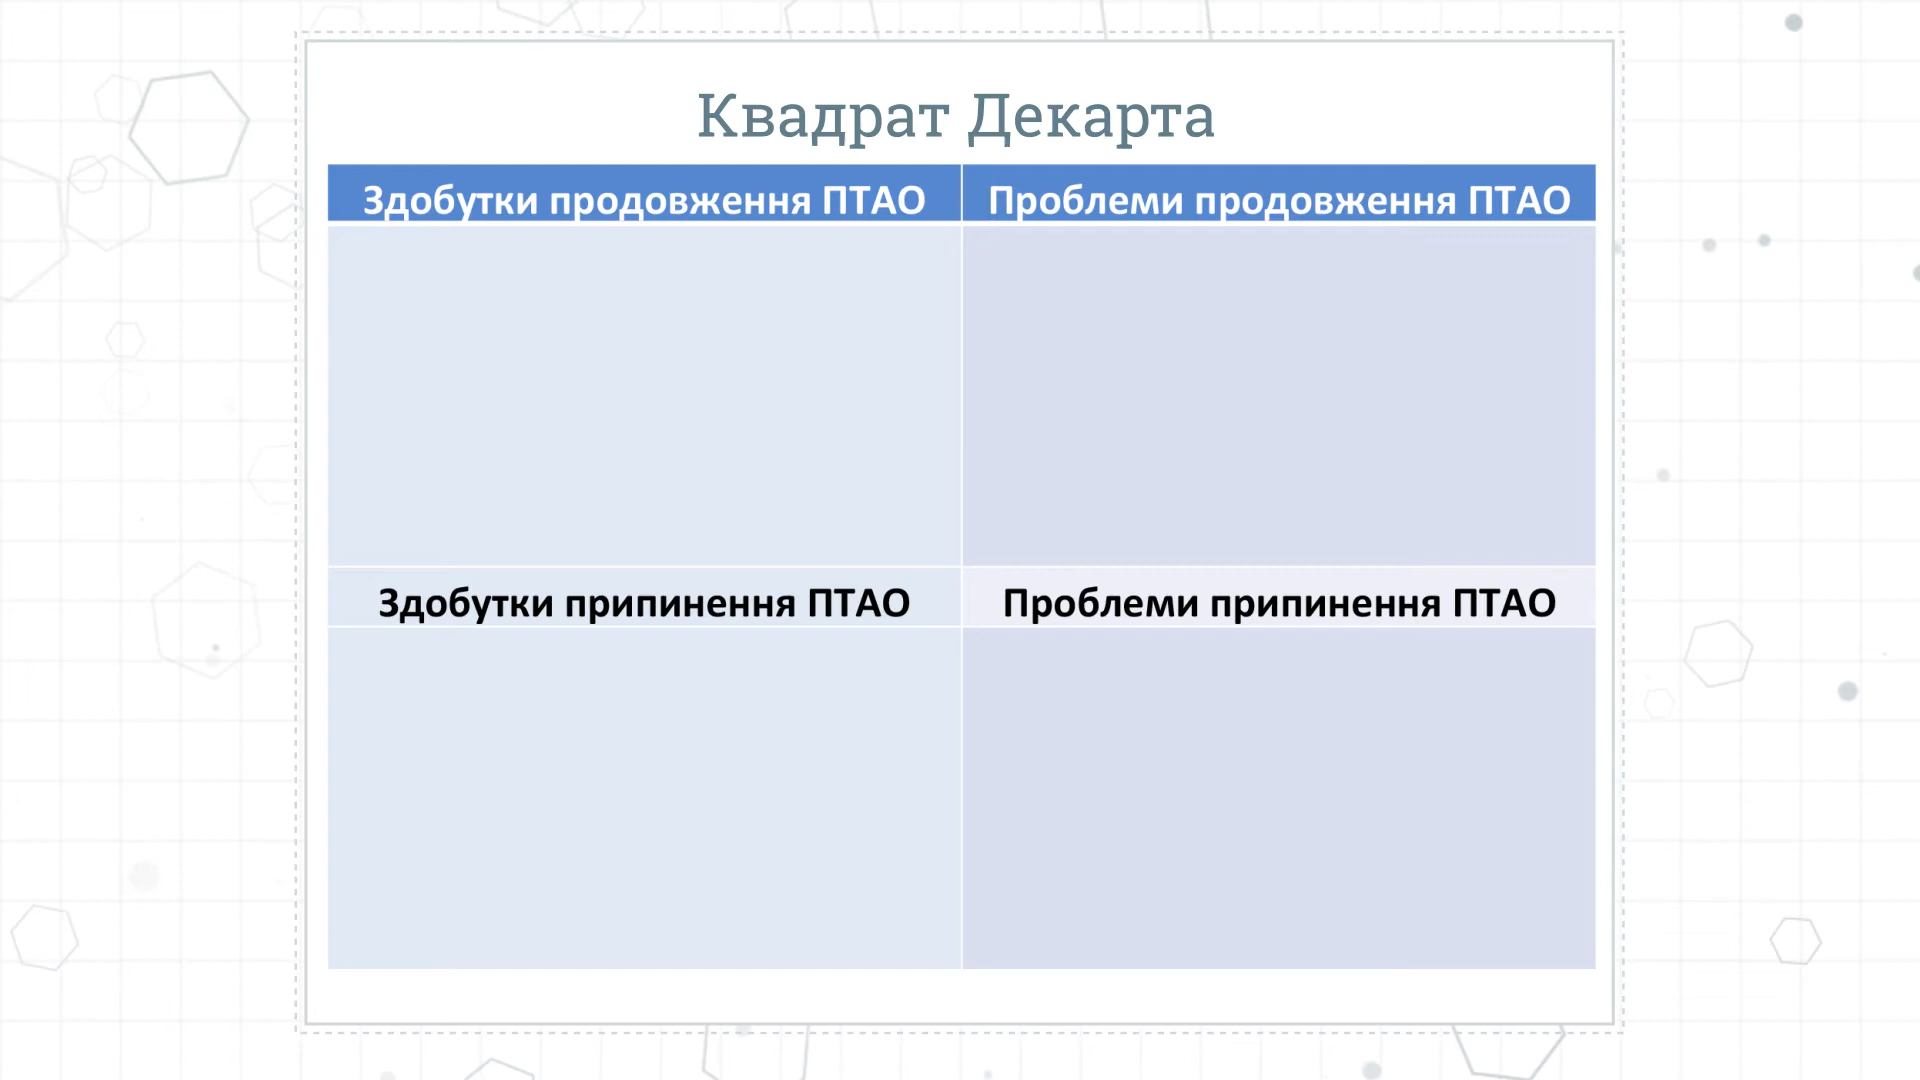 Квадрат Декарта
Здобутки продовження ПТАО
Проблеми продовження ПТАО
Здобутки припинення ПТАО
Проблеми припинення ПТАО